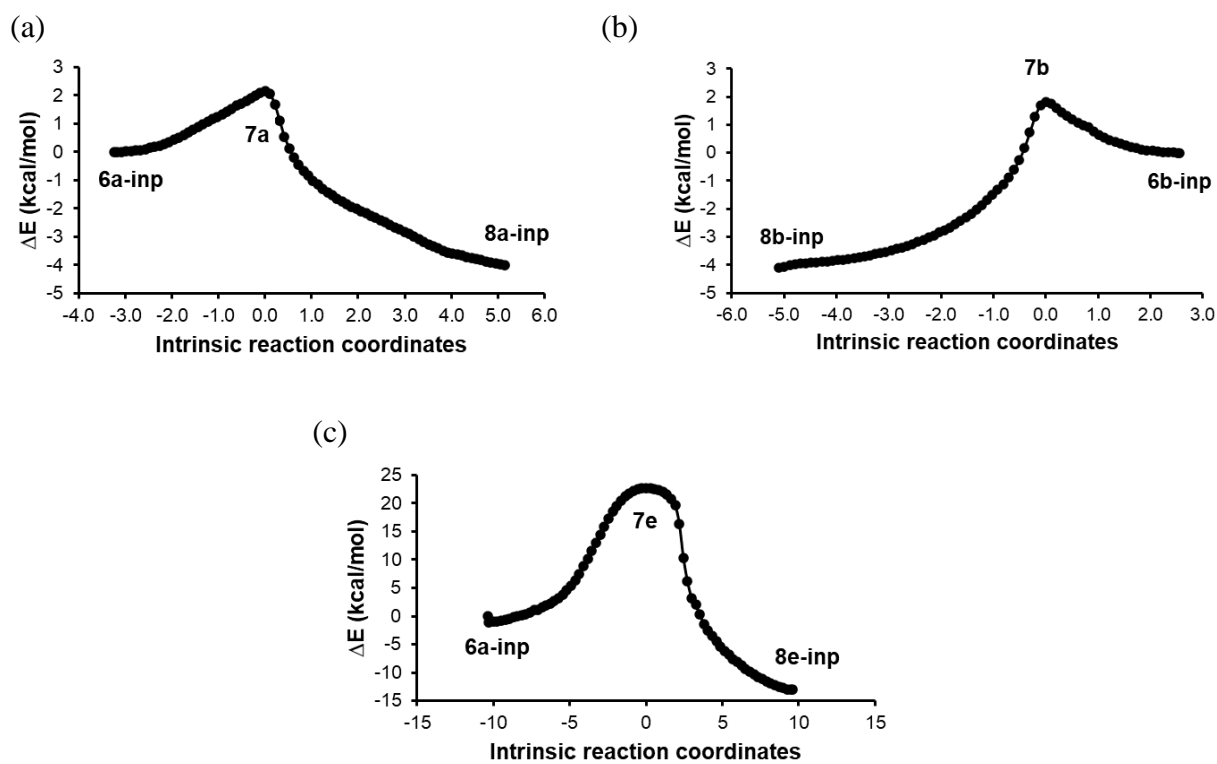 (a)
3
2
1
0
-1
-2
-3
-4
-5
ΔE (kcal/mol)
7a
6a-inp
8a-inp
-4.0 -3.0 -2.0 -1.0 0.0 1.0 2.0 3.0 4.0 5.0 6.0
Intrinsic reaction coordinates
(b)
7b
3
2
1
0
-1
-2
-3
-4
-5
ΔE (kcal/mol)
6b-inp
8b-inp
-6.0 -5.0 -4.0 -3.0 -2.0 -1.0 0.0 1.0 2.0 3.0
Intrinsic reaction coordinates
(c)
25
20
15
10
5
0
-5
-10
-15
ΔE (kcal/mol)
7e
6a-inp
8e-inp
-15 -10 -5 0 5 10 15
Intrinsic reaction coordinates